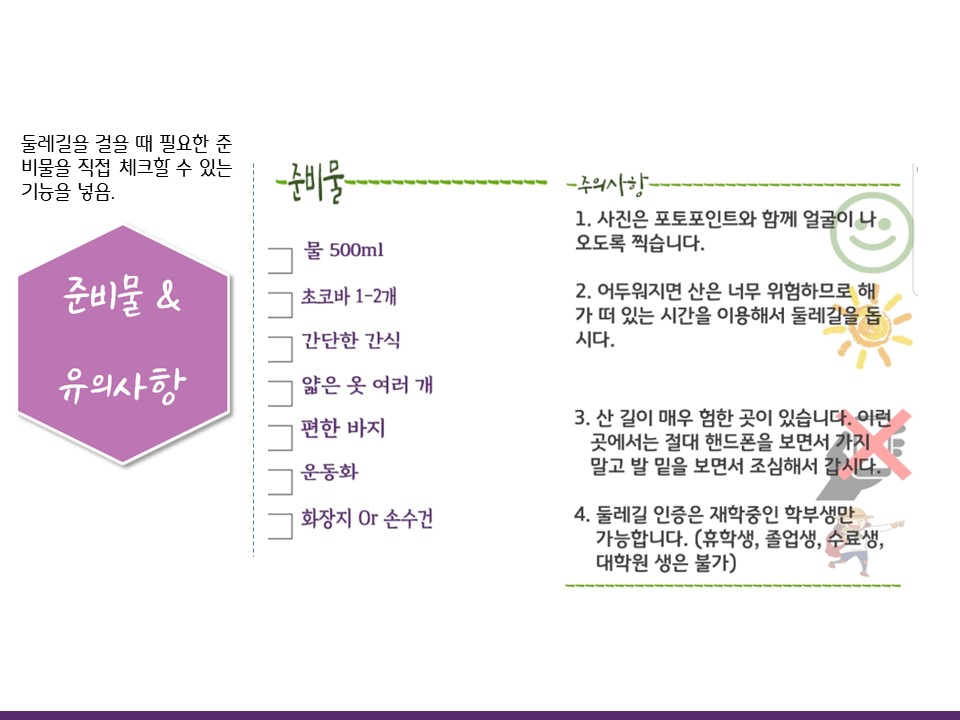 둘레길을 걸을 때 필요한 준
비물을 직접 체크할 수 있는
기능을 넣음.
준비물 &
유의사항
준비물
물 500ml
초코바 1-2개
간단한 간식
얇은 옷 여러 개
편한 바지
운동화
화장지 Or 손수건
주의사항
1. 사진은 포토포인트와 함께 얼굴이 나
오도록 찍습니다.
2. 어두워지면 산은 너무 위험하므로 해
가 떠 있는 시간을 이용해서 둘레길을 돕
시다.
3. 산 길이 매우 험한 곳이 있습니다. 이런
곳에서는 절대 핸드폰을 보면서 가지
말고 발 밑을 보면서 조심해서 갑시다.
4. 둘레길 인증은 재학중인 학부생만
가능합니다. (휴학생, 졸업생, 수료생,
대학원 생은 불가)